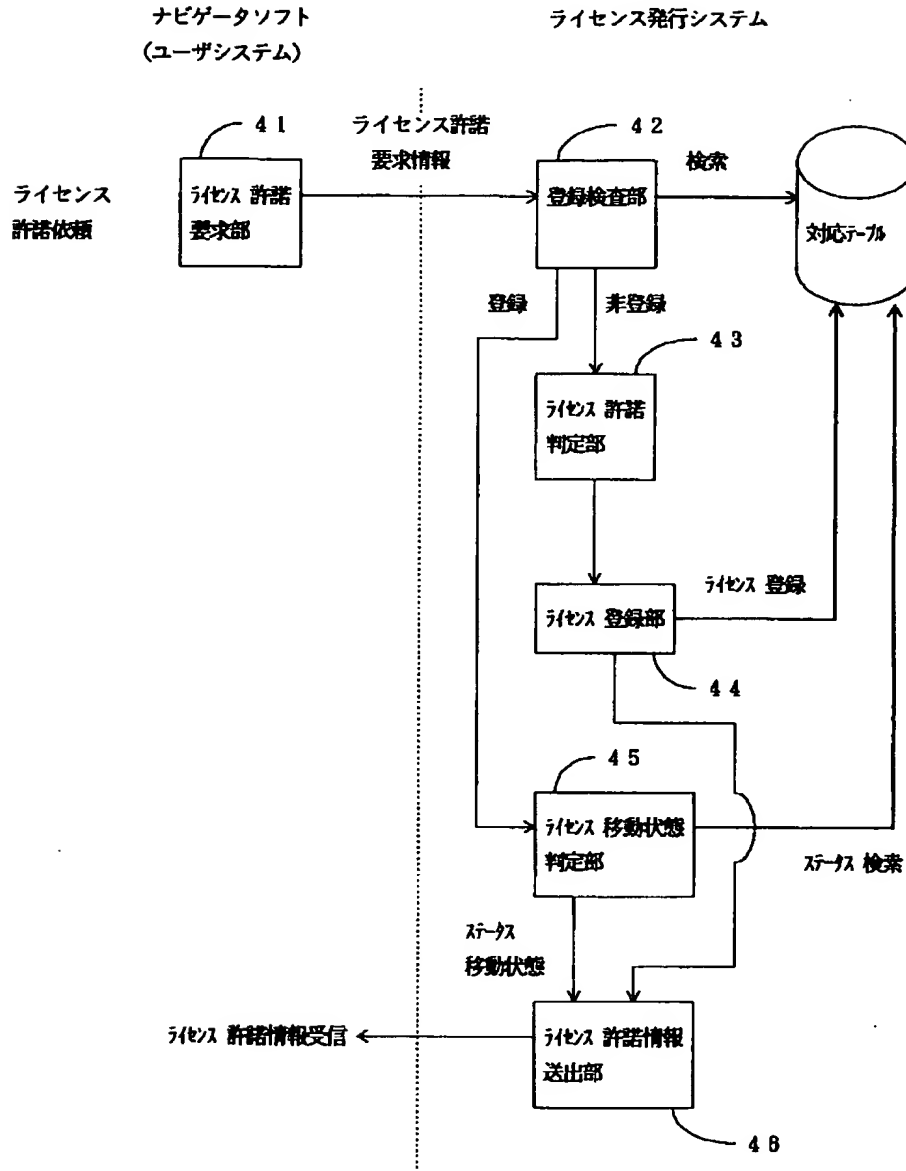 ナビゲータソフト
(ユーザシステム)
ライセンス発行システム
41
ライセンス許諾
要求情報
42
検索
ライセンス
許諾依頼
ライセンス 許諾
要求部
登録検査部
対応テーブル
登録
非登録
43
ライセンス 許諾
判定部
ライセンス 登録
ライセンス 登録部
44
45
ライセンス 移動状態
判定部
ステータス 検索
ステータス
移動状態
ライセンス 許諾情報受信
ライセンス 許諾情報
送出部
46